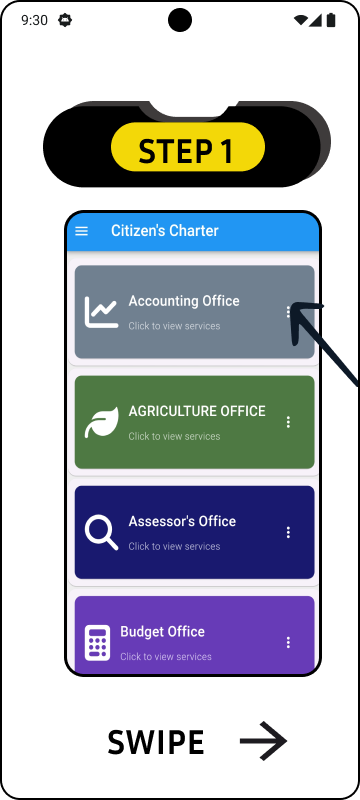 9:30
STEP 1
Citizen's Charter
Accounting Office
Click to view services
AGRICULTURE OFFICE
Click to view services
Assessor's Office
Click to view services
Budget Office
Click to view services
SWIPE